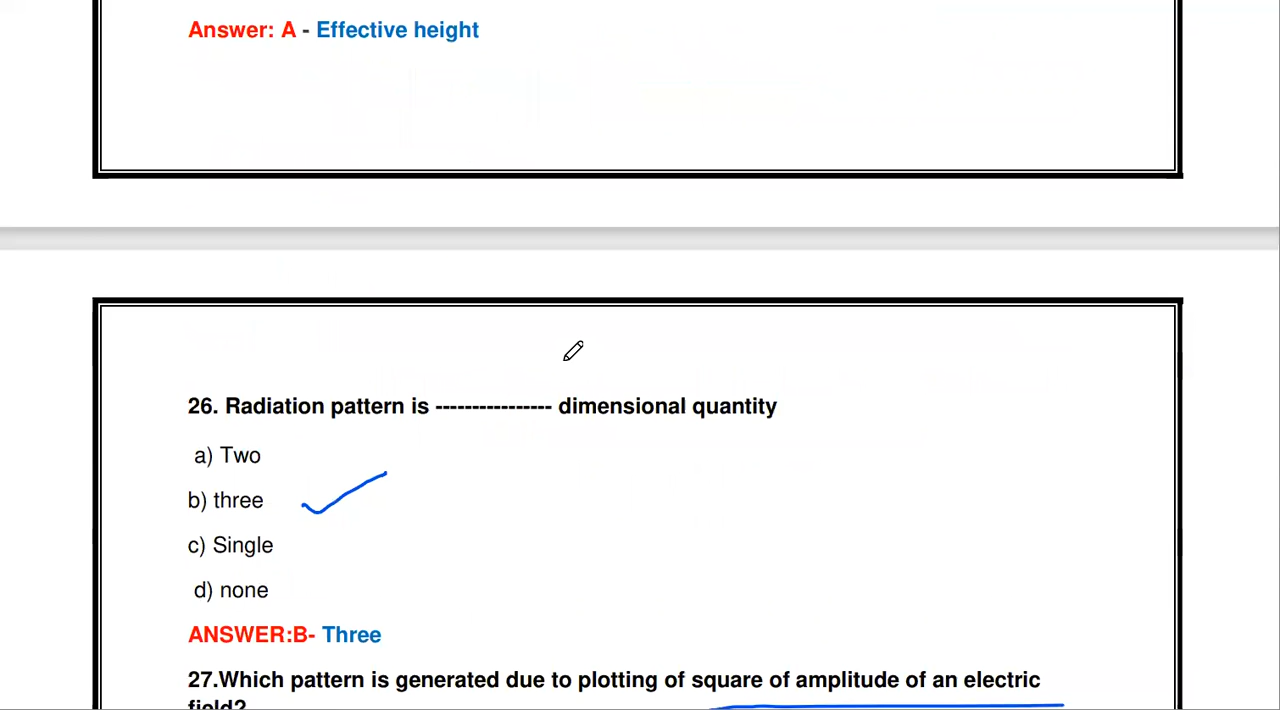 Answer: A - Effective height
26. Radiation pattern is ---------------- dimensional quantity
a) Two
b) three
c) Single
d) none
ANSWER:B- Three
27.Which pattern is generated due to plotting of square of amplitude of an electric
field?